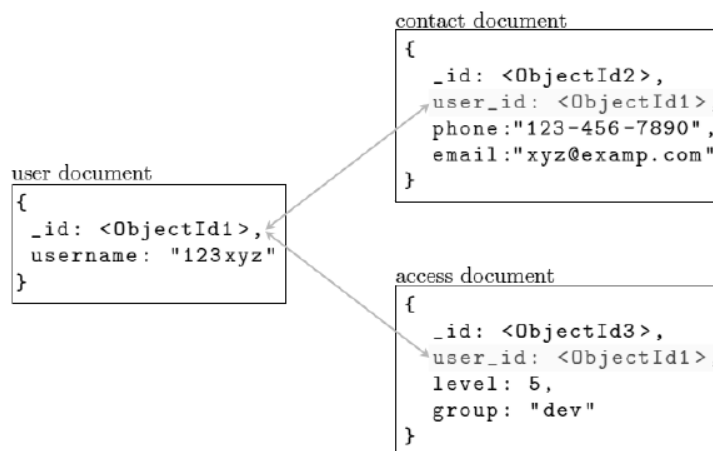 contact document
{
_id: <ObjectId2>,
user_id: <ObjectId1>,
phone:"123-456-7890",
email:"xyz@examp.com"
}
user document
{
_id: <ObjectId1>,
username: "123xyz"
}
access document
{
_id: <ObjectId3>,
user_id: <ObjectId1>,
level: 5,
group: "dev"
}